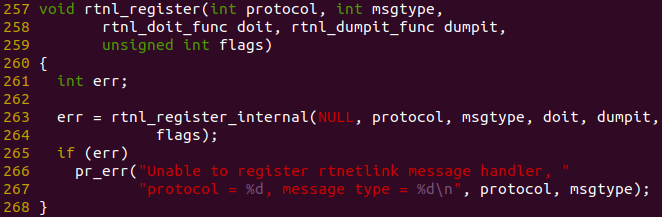 257 void rtnl_register(int protocol, int msgtype,
258         rtnl_doit_func doit, rtnl_dumpit_func dumpit,
259         unsigned int flags)
260 {
261   int err;
262
263   err = rtnl_register_internal(NULL, protocol, msgtype, doit, dumpit,
264               flags);
265   if (err)
266     pr_err("Unable to register rtnetlink message handler, "
267            "protocol = %d, message type = %d\n", protocol, msgtype);
268 }